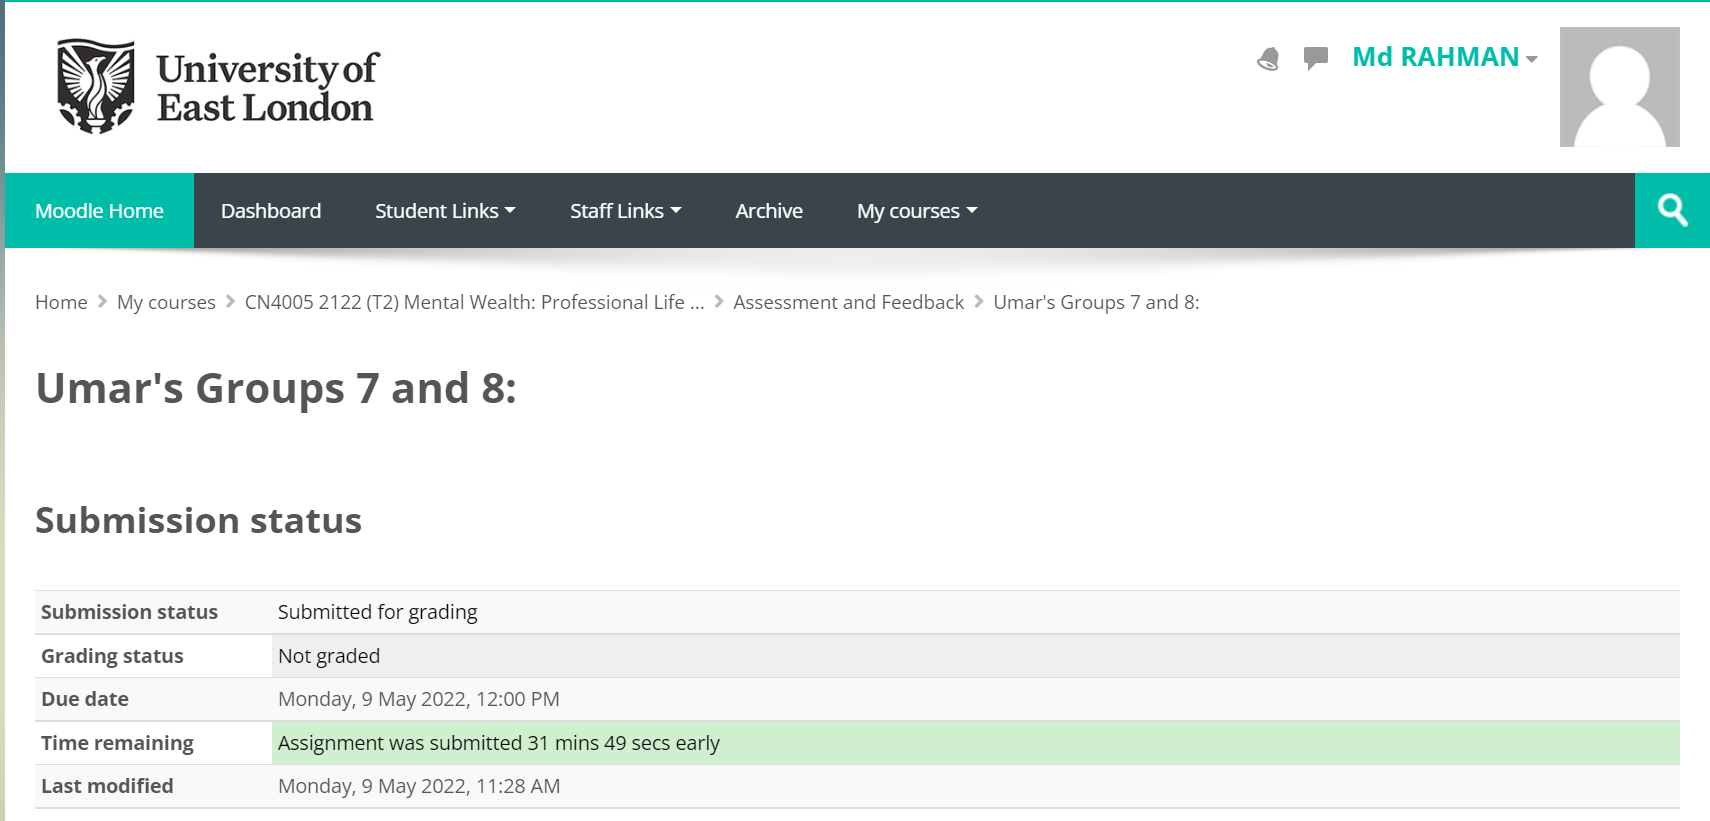 University of
East London
Md RAHMAN
Moodle Home Dashboard Student Links Staff Links Archive My courses
Home My courses CN4005 2122 (T2) Mental Wealth: Professional Life ... Assessment and Feedback Umar's Groups 7 and 8:
Umar's Groups 7 and 8:
Submission status
Submission status Submitted for grading
Grading status Not graded
Due date Monday, 9 May 2022, 12:00 PM
Time remaining Assignment was submitted 31 mins 49 secs early
Last modified Monday, 9 May 2022, 11:28 AM